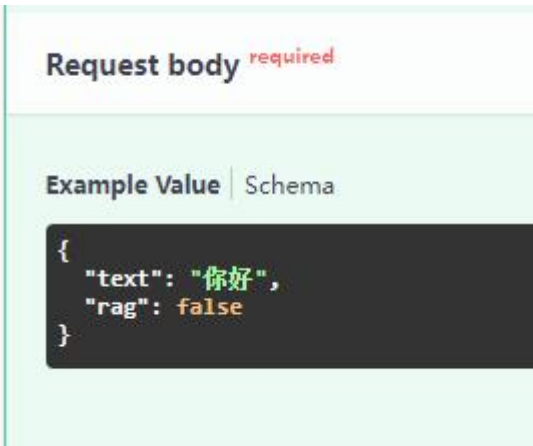 Request body required
Example Value Schema
{
"text": "你好",
"rag": false
}